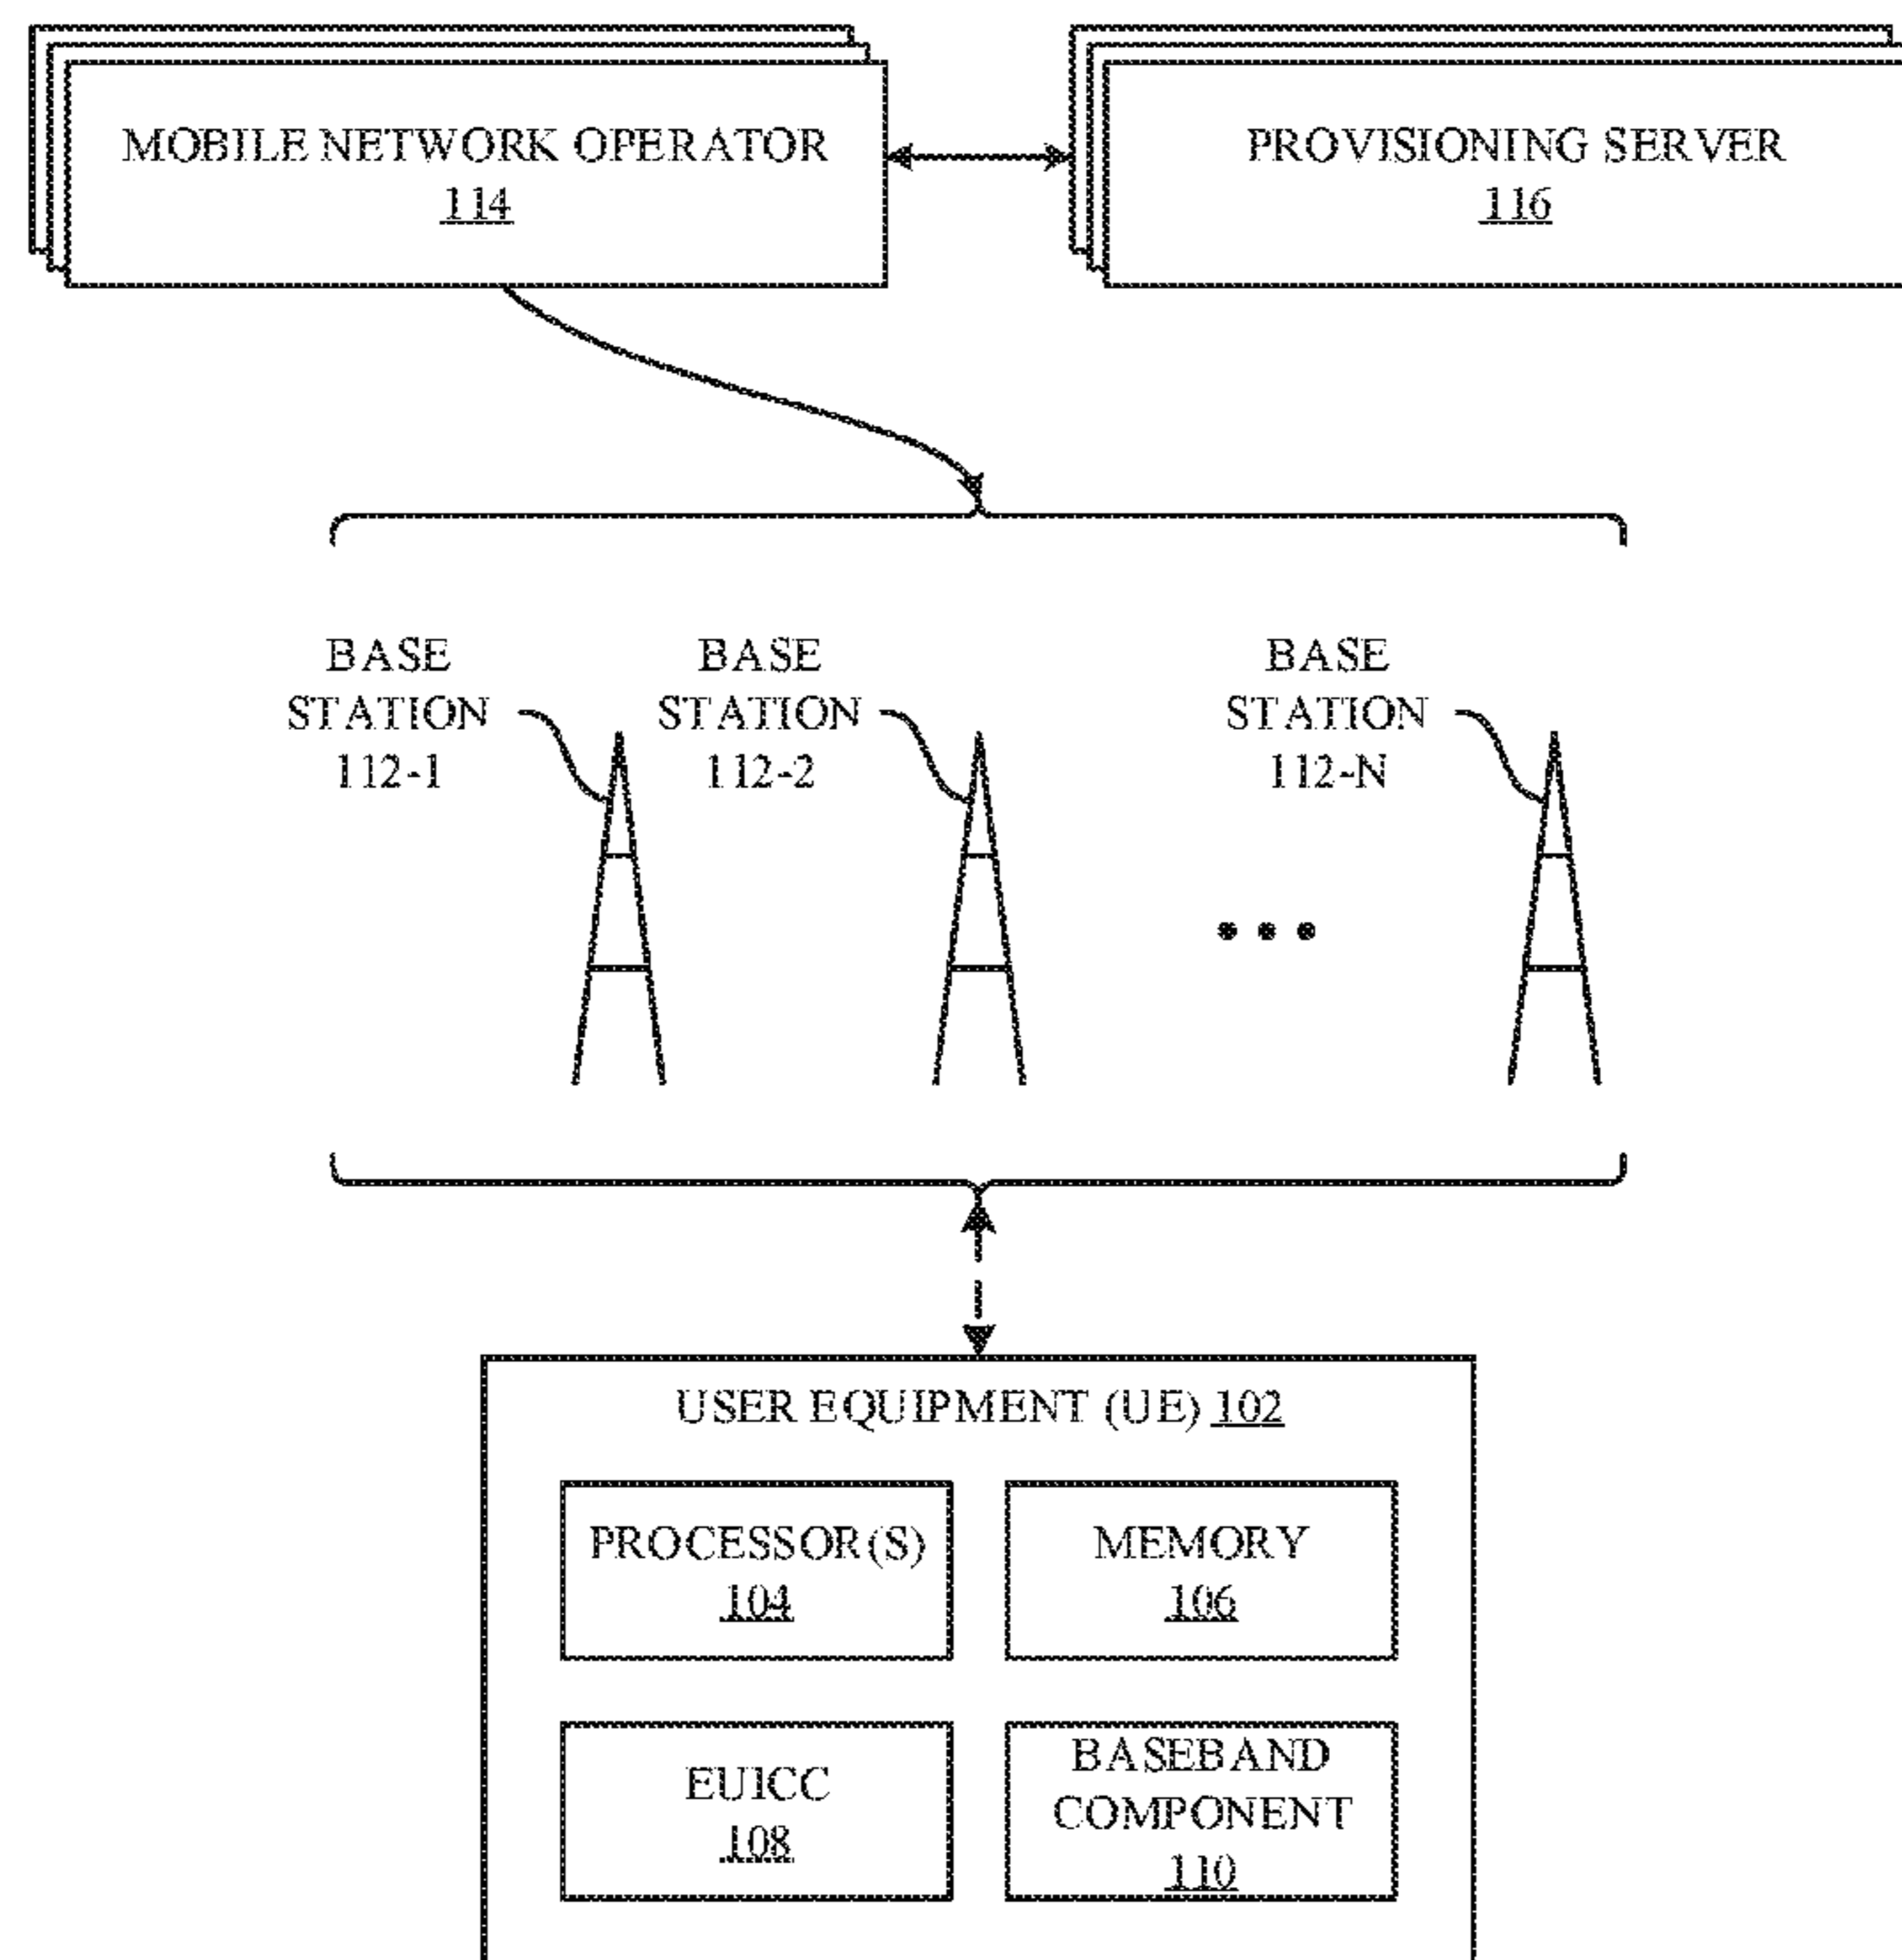 MOBILE NETWORK OPERATOR
114
PROVISIONING SERVER
116
BASE
STATION
112-1
BASE
STATION
112-2
BASE
STATION
112-N
USER EQUIPMENT (UE) 102
PROCESSOR(S)
104
MEMORY
106
EUICC
108
BASEBAND
COMPONENT
110